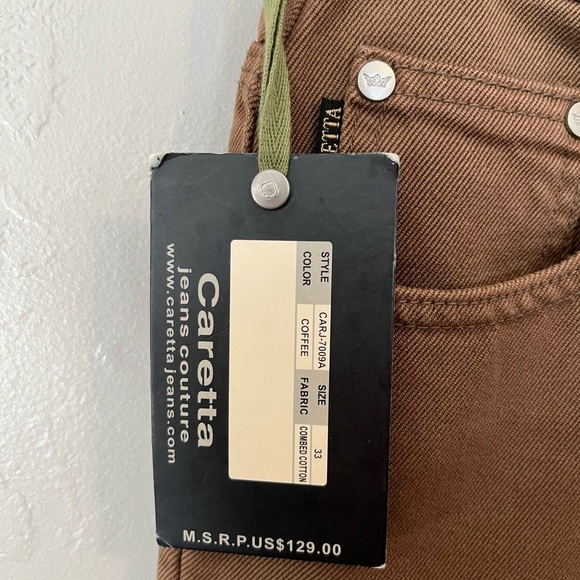 Caretta
jeans couture
www.carettajeans.com
STYLE CARJ-7009A SIZE 33
COLOR COFFEE FABRIC COMBED COTTON
M.S.R.P.US$129.00
ETTA